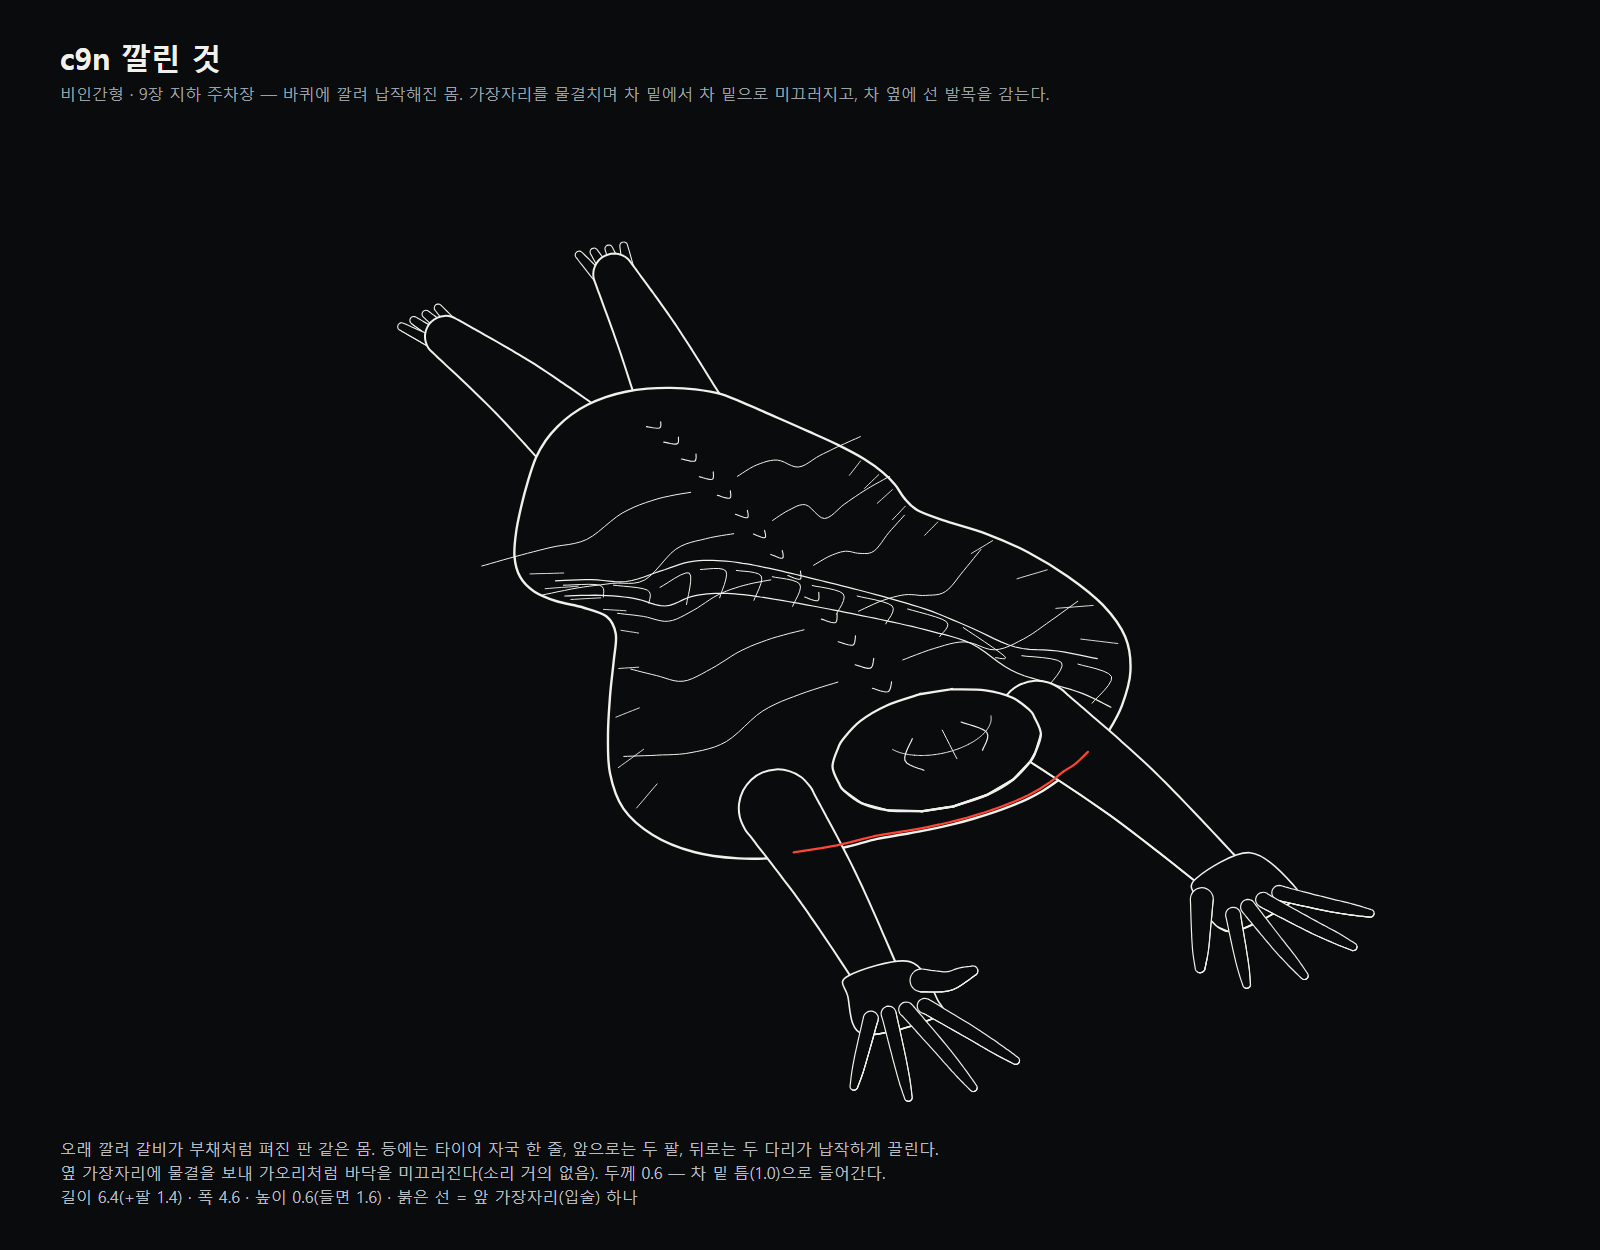 c9n 깔린 것
비인간형 · 9장 지하 주차장 — 바퀴에 깔려 납작해진 몸. 가장자리를 물결치며 차 밑에서 차 밑으로 미끄러지고, 차 옆에 선 발목을 감는다.
오래 깔려 갈비가 부채처럼 펴진 판 같은 몸. 등에는 타이어 자국 한 줄, 앞으로는 두 팔, 뒤로는 두 다리가 납작하게 끌린다.
옆 가장자리에 물결을 보내 가오리처럼 바닥을 미끄러진다(소리 거의 없음). 두께 0.6 — 차 밑 틈(1.0)으로 들어간다.
길이 6.4(+팔 1.4) · 폭 4.6 · 높이 0.6(들면 1.6) · 붉은 선 = 앞 가장자리(입술) 하나